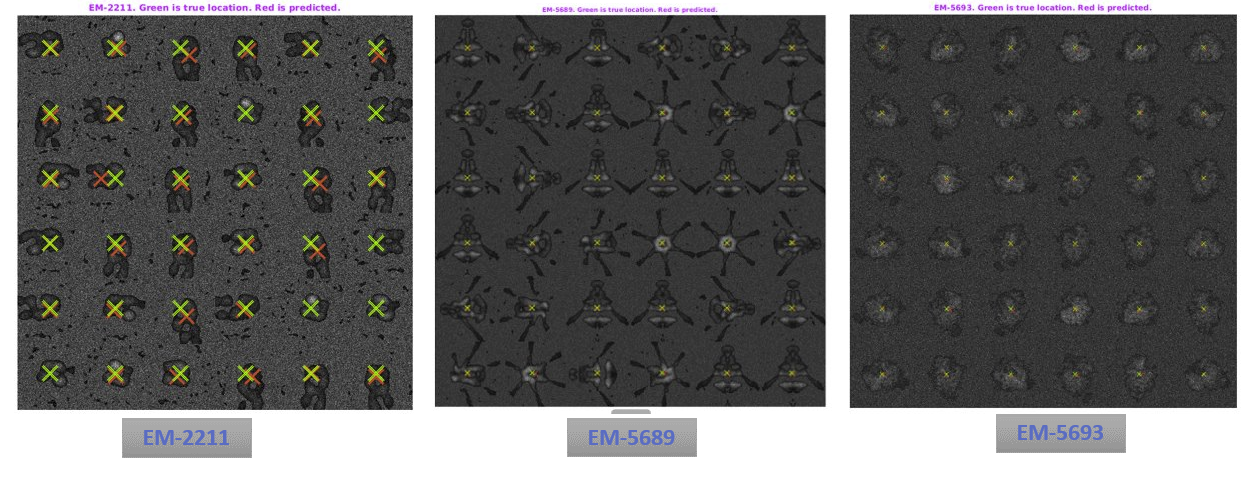 EM-2211. Green is true location. Red is predicted.
EM-5689. Green is true location. Red is predicted.
EM-5693. Green is true location. Red is predicted.
EM-2211
EM-5689
EM-5693